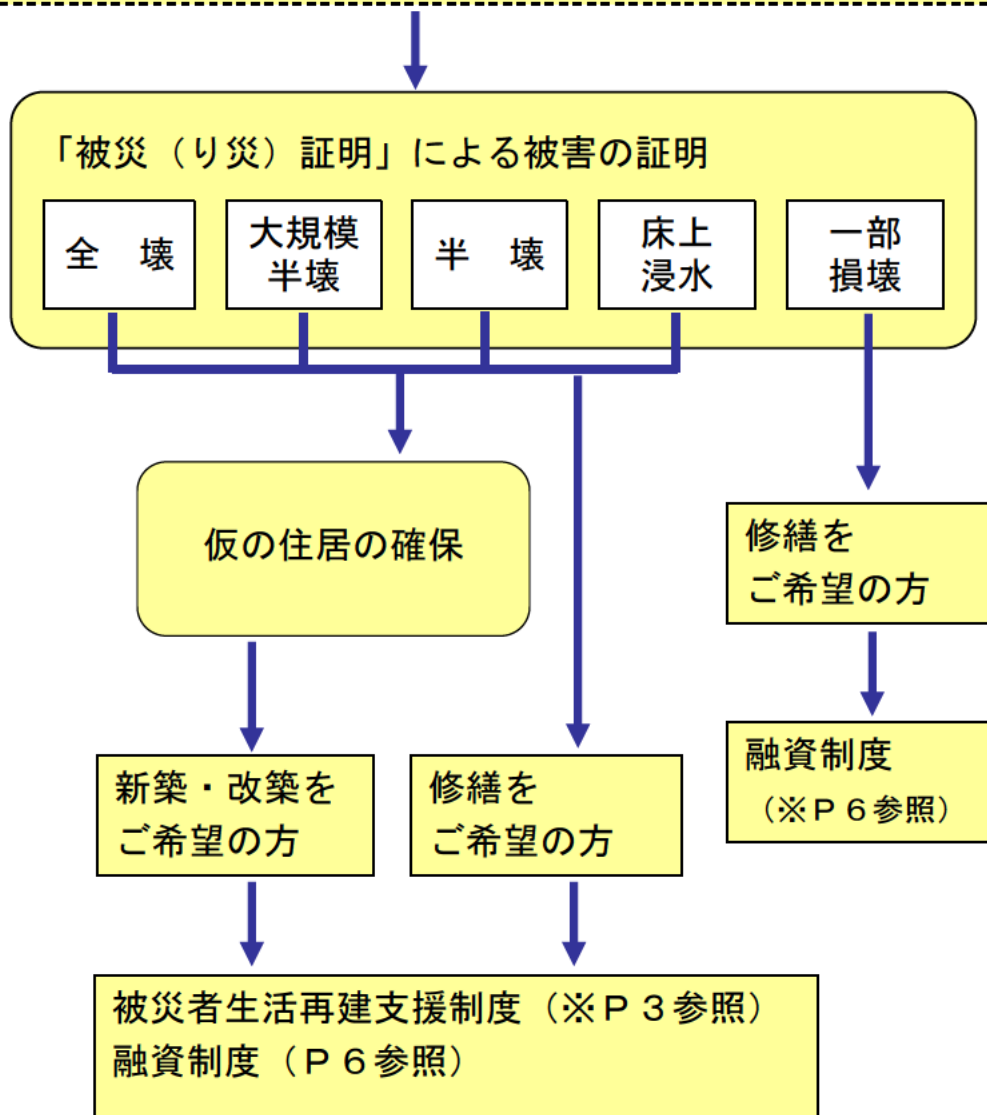 「被災（り災）証明」による被害の証明
全　壊
大規模
半壊
半　壊
床上
浸水
一部
損壊
仮の住居の確保
修繕を
ご希望の方
融資制度
（※Ｐ６参照）
新築・改築を
ご希望の方
修繕を
ご希望の方
被災者生活再建支援制度（※Ｐ３参照）
融資制度（Ｐ６参照）